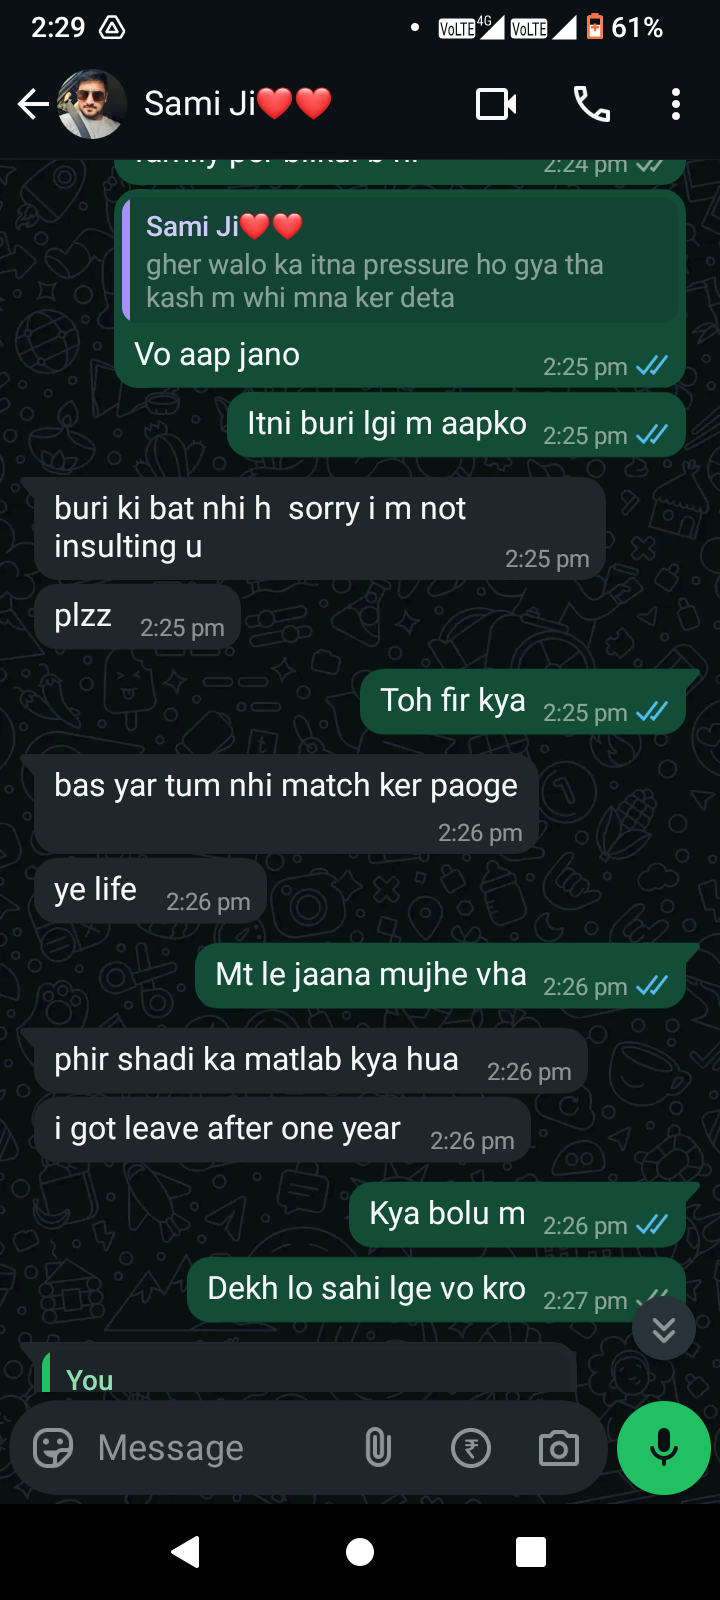 2:29
VoLTE 4G VoLTE 61%
Sami Ji❤️❤️
2:24 pm
Sami Ji❤️❤️
gher walo ka itna pressure ho gya tha
kash m whi mna ker deta
Vo aap jano
2:25 pm
Itni buri lgi m aapko 2:25 pm
buri ki bat nhi h sorry i m not
insulting u
2:25 pm
plzz 2:25 pm
Toh fir kya 2:25 pm
bas yar tum nhi match ker paoge
2:26 pm
ye life 2:26 pm
Mt le jaana mujhe vha 2:26 pm
phir shadi ka matlab kya hua 2:26 pm
i got leave after one year 2:26 pm
Kya bolu m 2:26 pm
Dekh lo sahi lge vo kro 2:27 pm
You
Message